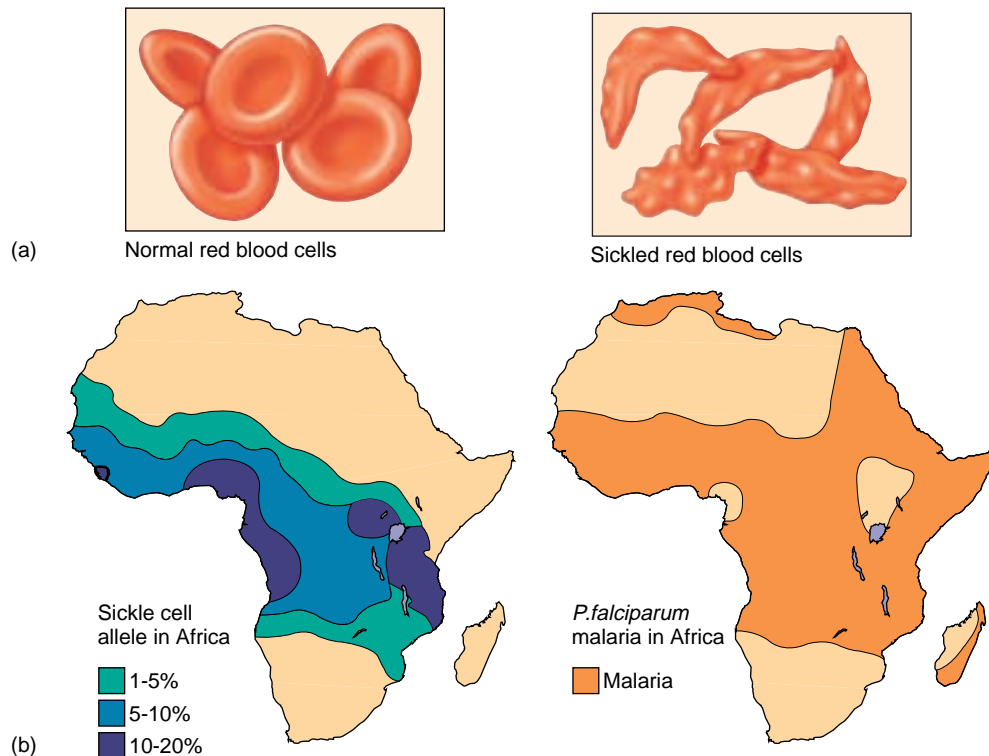 (a)
Normal red blood cells
Sickled red blood cells
Sickle cell
allele in Africa
1-5%
5-10%
10-20%
P.falciparum
malaria in Africa
Malaria
(b)